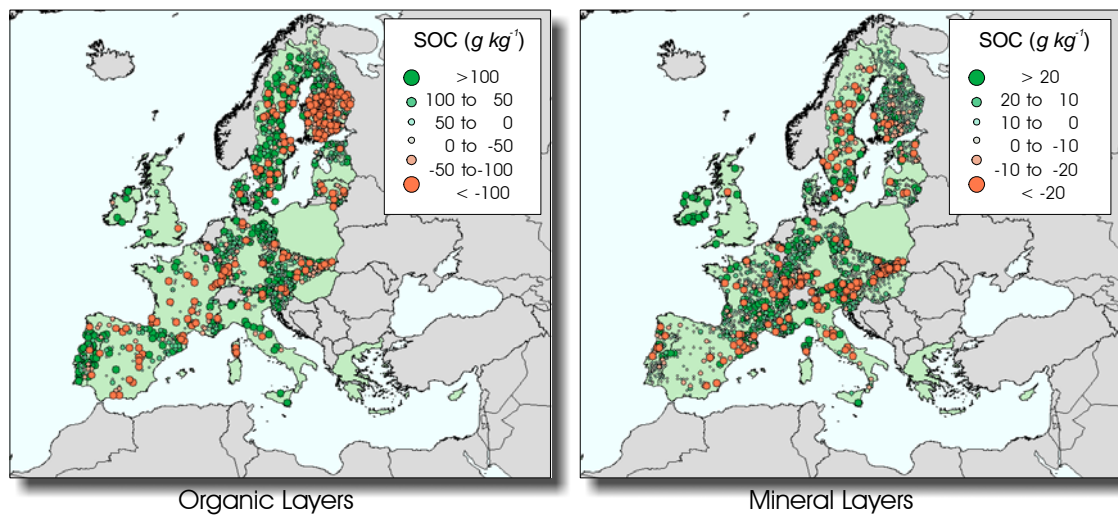 SOC (g kg⁻¹)
>100
100 to 50
50 to 0
0 to -50
-50 to-100
< -100
Organic Layers
SOC (g kg⁻¹)
> 20
20 to 10
10 to 0
0 to -10
-10 to -20
< -20
Mineral Layers